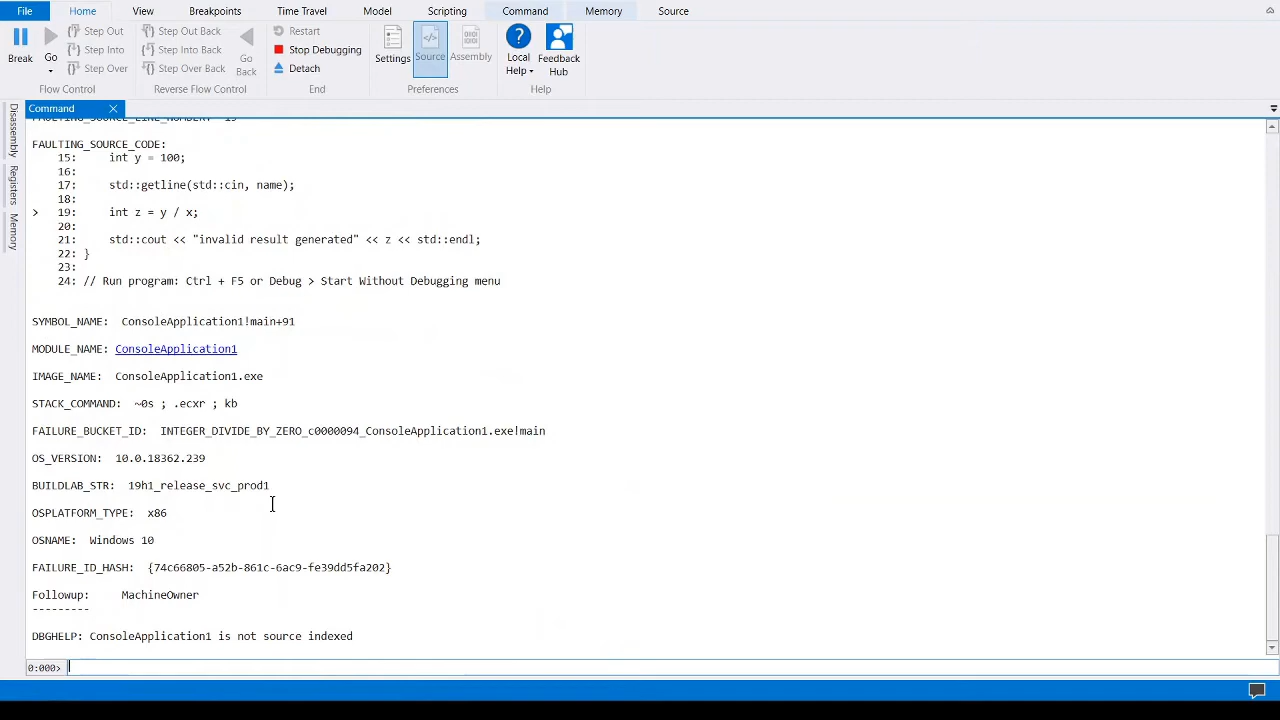 File Home View Breakpoints Time Travel Model Scripting Command Memory Source
Break
Go
Step Out
Step Into
Step Over
Flow Control
Step Out Back
Step Into Back
Step Over Back
Go Back
Reverse Flow Control
Restart
Stop Debugging
Detach
End
Settings
Source
Assembly
Preferences
Local Help
Feedback Hub
Help
Disassembly
Registers
Memory
Command
FAULTING_SOURCE_LINE_NUMBER: 19
FAULTING_SOURCE_CODE:
15: int y = 100;
16:
17: std::getline(std::cin, name);
18:
> 19: int z = y / x;
20:
21: std::cout << "invalid result generated" << z << std::endl;
22: }
23:
24: // Run program: Ctrl + F5 or Debug > Start Without Debugging menu
SYMBOL_NAME: ConsoleApplication1!main+91
MODULE_NAME: ConsoleApplication1
IMAGE_NAME: ConsoleApplication1.exe
STACK_COMMAND: ~0s ; .ecxr ; kb
FAILURE_BUCKET_ID: INTEGER_DIVIDE_BY_ZERO_c0000094_ConsoleApplication1.exe!main
OS_VERSION: 10.0.18362.239
BUILDLAB_STR: 19h1_release_svc_prod1
OSPLATFORM_TYPE: x86
OSNAME: Windows 10
FAILURE_ID_HASH: {74c66805-a52b-861c-6ac9-fe39dd5fa202}
Followup: MachineOwner
---------
DBGHELP: ConsoleApplication1 is not source indexed
0:000>